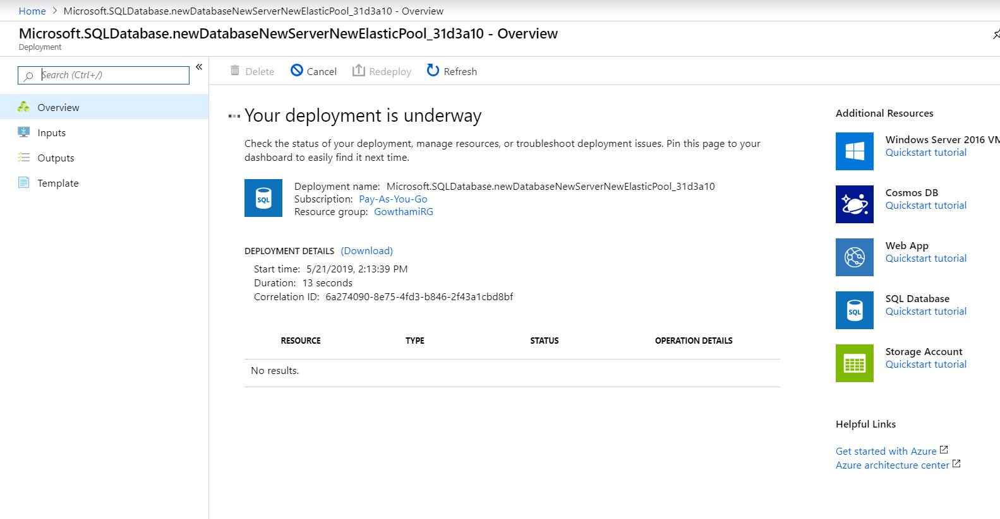 Home > Microsoft.SQLDatabase.newDatabaseNewServerNewElasticPool_31d3a10 - Overview
Microsoft.SQLDatabase.newDatabaseNewServerNewElasticPool_31d3a10 - Overview
Deployment
Search (Ctrl+/)
«
Overview
Inputs
Outputs
Template
Delete Cancel Redeploy Refresh
Your deployment is underway
Check the status of your deployment, manage resources, or troubleshoot deployment issues. Pin this page to your
dashboard to easily find it next time.
SQL
Deployment name: Microsoft.SQLDatabase.newDatabaseNewServerNewElasticPool_31d3a10
Subscription: Pay-As-You-Go
Resource group: GowthamiRG
DEPLOYMENT DETAILS (Download)
Start time: 5/21/2019, 2:13:39 PM
Duration: 13 seconds
Correlation ID: 6a274090-8e75-4fd3-b846-2f43a1cbd8bf
RESOURCE TYPE STATUS OPERATION DETAILS
No results.
Additional Resources
Windows Server 2016 VM
Quickstart tutorial
Cosmos DB
Quickstart tutorial
Web App
Quickstart tutorial
SQL
SQL Database
Quickstart tutorial
Storage Account
Quickstart tutorial
Helpful Links
Get started with Azure
Azure architecture center